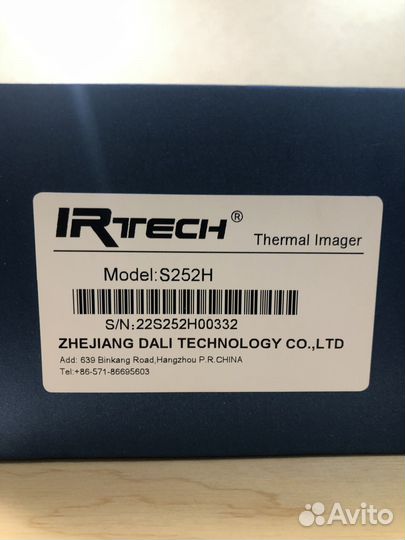 IRTECH® Thermal Imager
Model:S252H
S/N:22S252H00332
ZHEJIANG DALI TECHNOLOGY CO.,LTD
Add: 639 Binkang Road,Hangzhou P.R.CHINA
Tel:+86-571-86695603
Avito